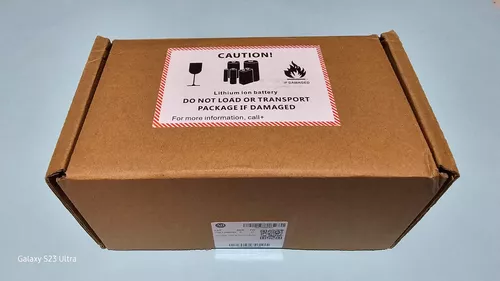 CAUTION!
IF DAMAGED
Lithium ion battery
DO NOT LOAD OR TRANSPORT
PACKAGE IF DAMAGED
For more information, call+
Galaxy S23 Ultra